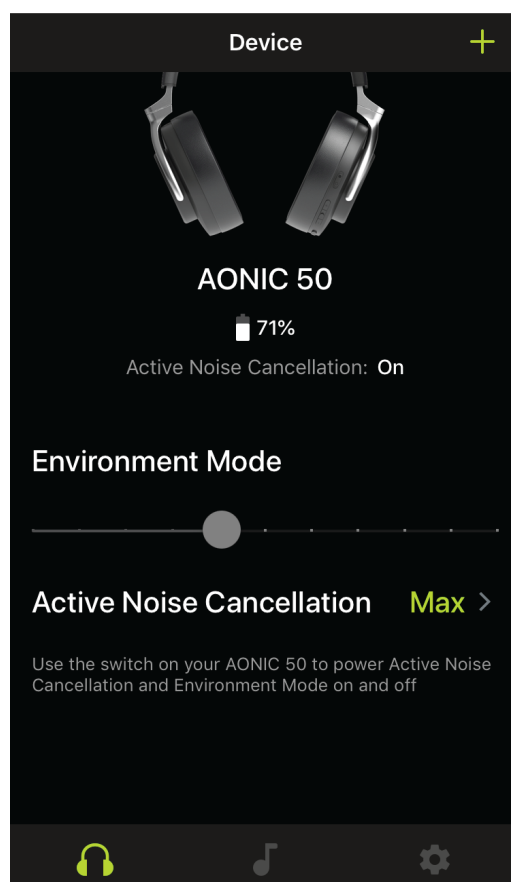 Device
AONIC 50
71%
Active Noise Cancellation: On
Environment Mode
Active Noise Cancellation Max
Use the switch on your AONIC 50 to power Active Noise
Cancellation and Environment Mode on and off